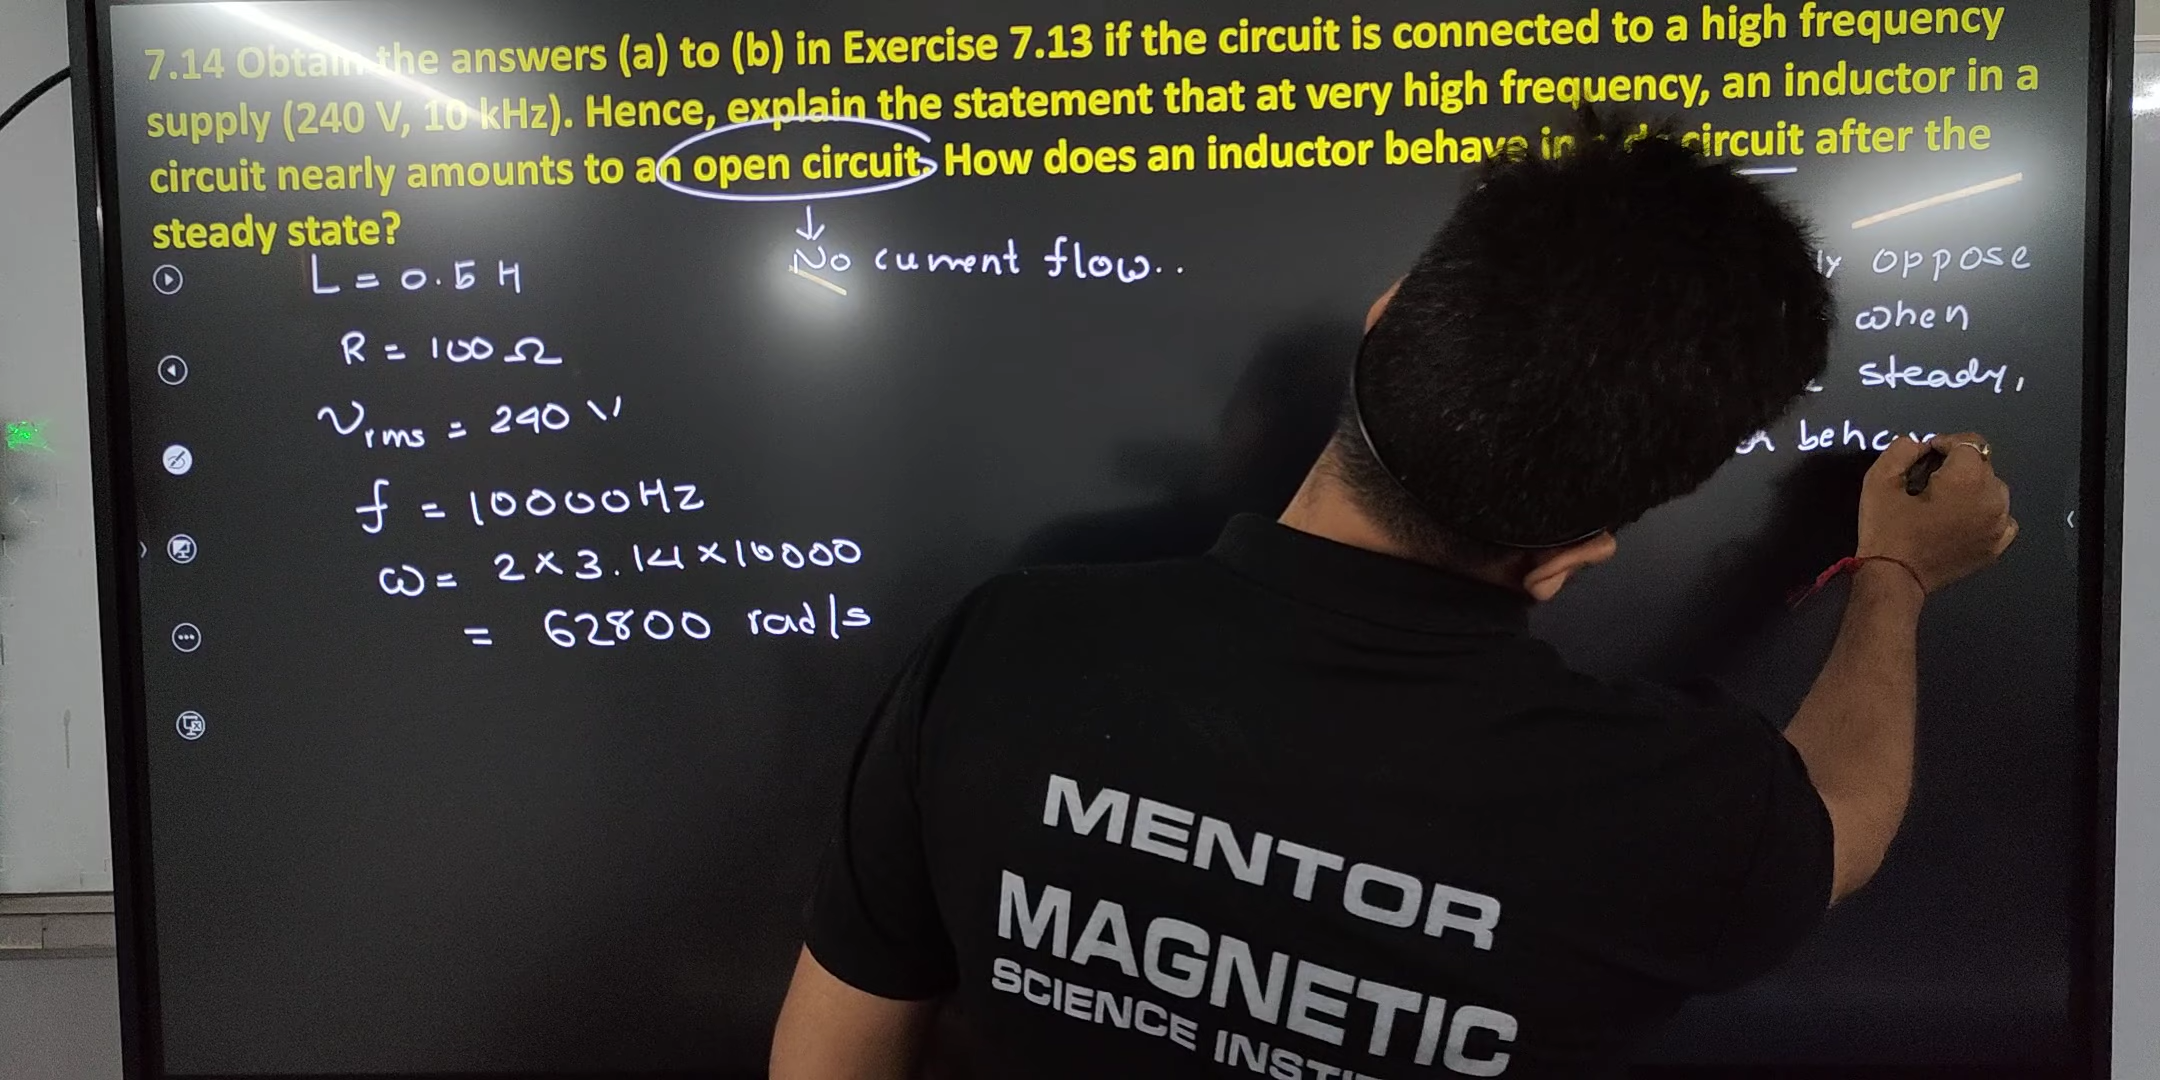 7.14 Obtain the answers (a) to (b) in Exercise 7.13 if the circuit is connected to a high frequency
supply (240 V, 10 kHz). Hence, explain the statement that at very high frequency, an inductor in a
circuit nearly amounts to an open circuit. How does an inductor behave in circuit after the
steady state?
↓
No current flow..
L = 0.5 H
R = 100 Ω
Vrms = 240 V
f = 10000Hz
ω = 2 × 3.14 × 10000
= 62800 rad/s
oppose
when
steady,
MENTOR
MAGNETIC
SCIENCE